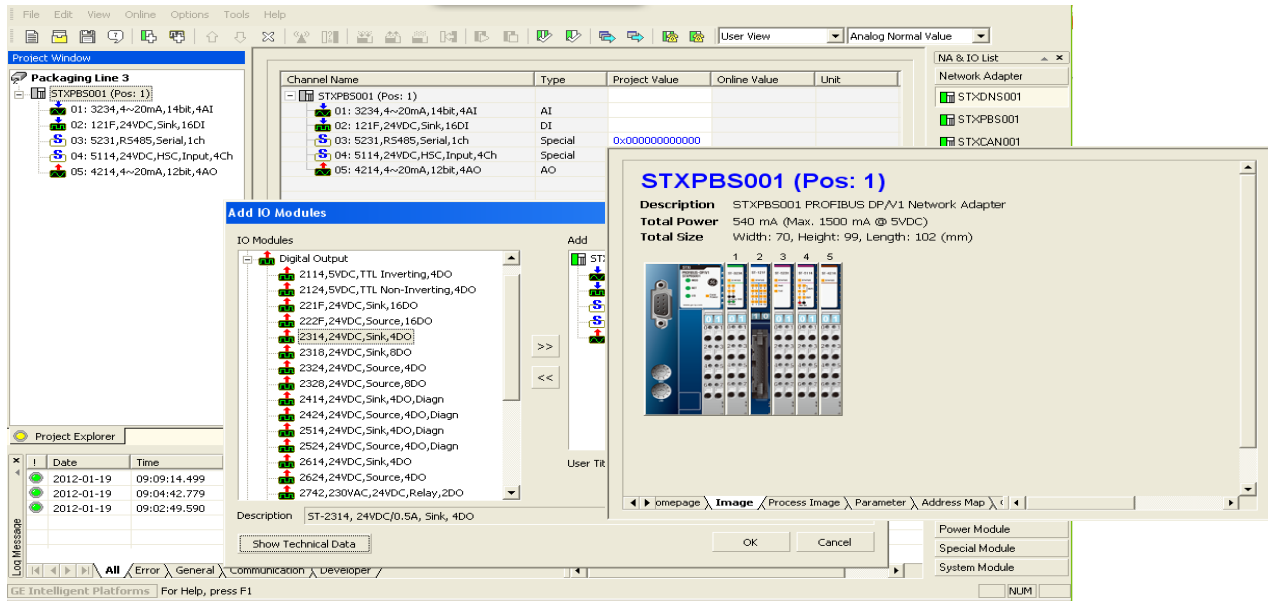 File Edit View Online Options Tools Help
User View
Analog Normal Value
Project Window
Packaging Line 3
STXPBS001 (Pos: 1)
01: 3234,4~20mA,14bit,4AI
02: 121F,24VDC,Sink,16DI
03: 5231,RS485,Serial,1ch
04: 5114,24VDC,HSC,Input,4Ch
05: 4214,4~20mA,12bit,4AO
Project Explorer
Channel Name Type Project Value Online Value Unit
STXPBS001 (Pos: 1)
01: 3234,4~20mA,14bit,4AI AI
02: 121F,24VDC,Sink,16DI DI
03: 5231,RS485,Serial,1ch Special 0x000000000000
04: 5114,24VDC,HSC,Input,4Ch Special
05: 4214,4~20mA,12bit,4AO AO
NA & IO List
Network Adapter
STXDNS001
STXPBS001
STXCAN001
Add IO Modules
IO Modules
Digital Output
2114,5VDC,TTL Inverting,4DO
2124,5VDC,TTL Non-Inverting,4DO
221F,24VDC,Sink,16DO
222F,24VDC,Source,16DO
2314,24VDC,Sink,4DO
2318,24VDC,Sink,8DO
2324,24VDC,Source,4DO
2328,24VDC,Source,8DO
2414,24VDC,Sink,4DO,Diagn
2424,24VDC,Source,4DO,Diagn
2514,24VDC,Sink,4DO,Diagn
2524,24VDC,Source,4DO,Diagn
2614,24VDC,Sink,4DO
2624,24VDC,Source,4DO
2742,230VAC,24VDC,Relay,2DO
>>
<<
Add
ST
User Tit
Description ST-2314, 24VDC/0.5A, Sink, 4DO
Show Technical Data
OK
Cancel
STXPBS001 (Pos: 1)
Description STXPBS001 PROFIBUS DP/V1 Network Adapter
Total Power 540 mA (Max. 1500 mA @ 5VDC)
Total Size Width: 70, Height: 99, Length: 102 (mm)
1 2 3 4 5
omepage Image Process Image Parameter Address Map
Power Module
Special Module
System Module
! Date Time
2012-01-19 09:09:14.499
2012-01-19 09:04:42.779
2012-01-19 09:02:49.590
Log Message
All Error General Communication Developer
GE Intelligent Platforms For Help, press F1
NUM